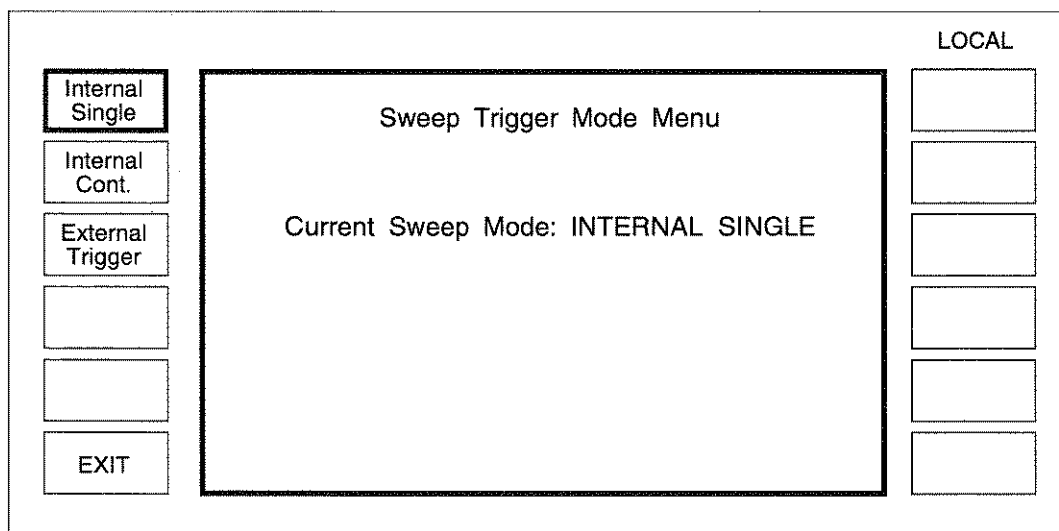 LOCAL
Internal
Single
Internal
Cont.
External
Trigger
EXIT
Sweep Trigger Mode Menu
Current Sweep Mode: INTERNAL SINGLE